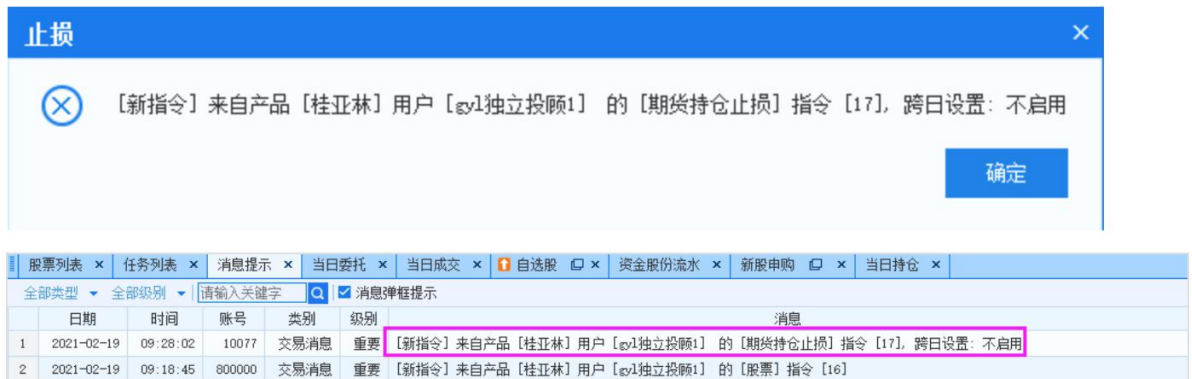 止损
[新指令] 来自产品 [桂亚林] 用户 [gyl独立投顾1] 的 [期货持仓止损] 指令 [17], 跨日设置: 不启用
确定
股票列表 任务列表 消息提示 当日委托 当日成交 自选股 资金股份流水 新股申购 当日持仓
全部类型 全部级别 请输入关键字 消息弹框提示
日期 时间 账号 类别 级别 消息
1 2021-02-19 09:28:02 10077 交易消息 重要 [新指令] 来自产品 [桂亚林] 用户 [gyl独立投顾1] 的 [期货持仓止损] 指令 [17], 跨日设置: 不启用
2 2021-02-19 09:18:45 800000 交易消息 重要 [新指令] 来自产品 [桂亚林] 用户 [gyl独立投顾1] 的 [股票] 指令 [16]